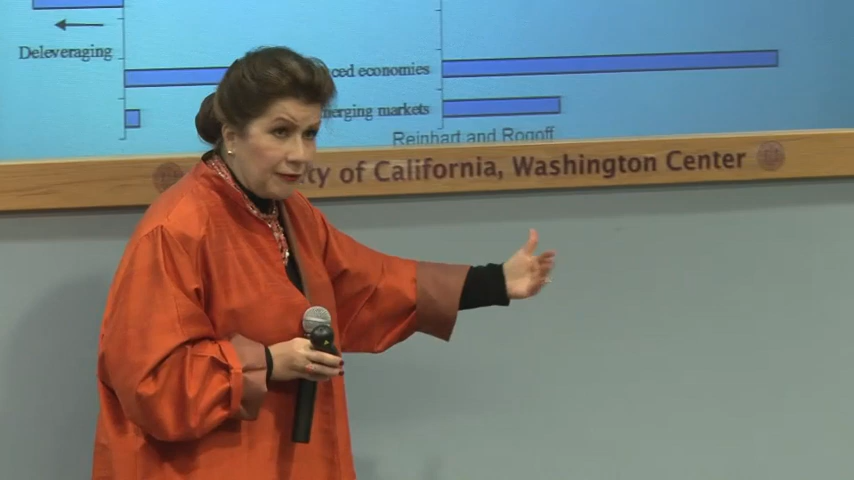 Deleveraging
ced economies
erging markets
Reinhart and Rogoff
ty of California, Washington Center